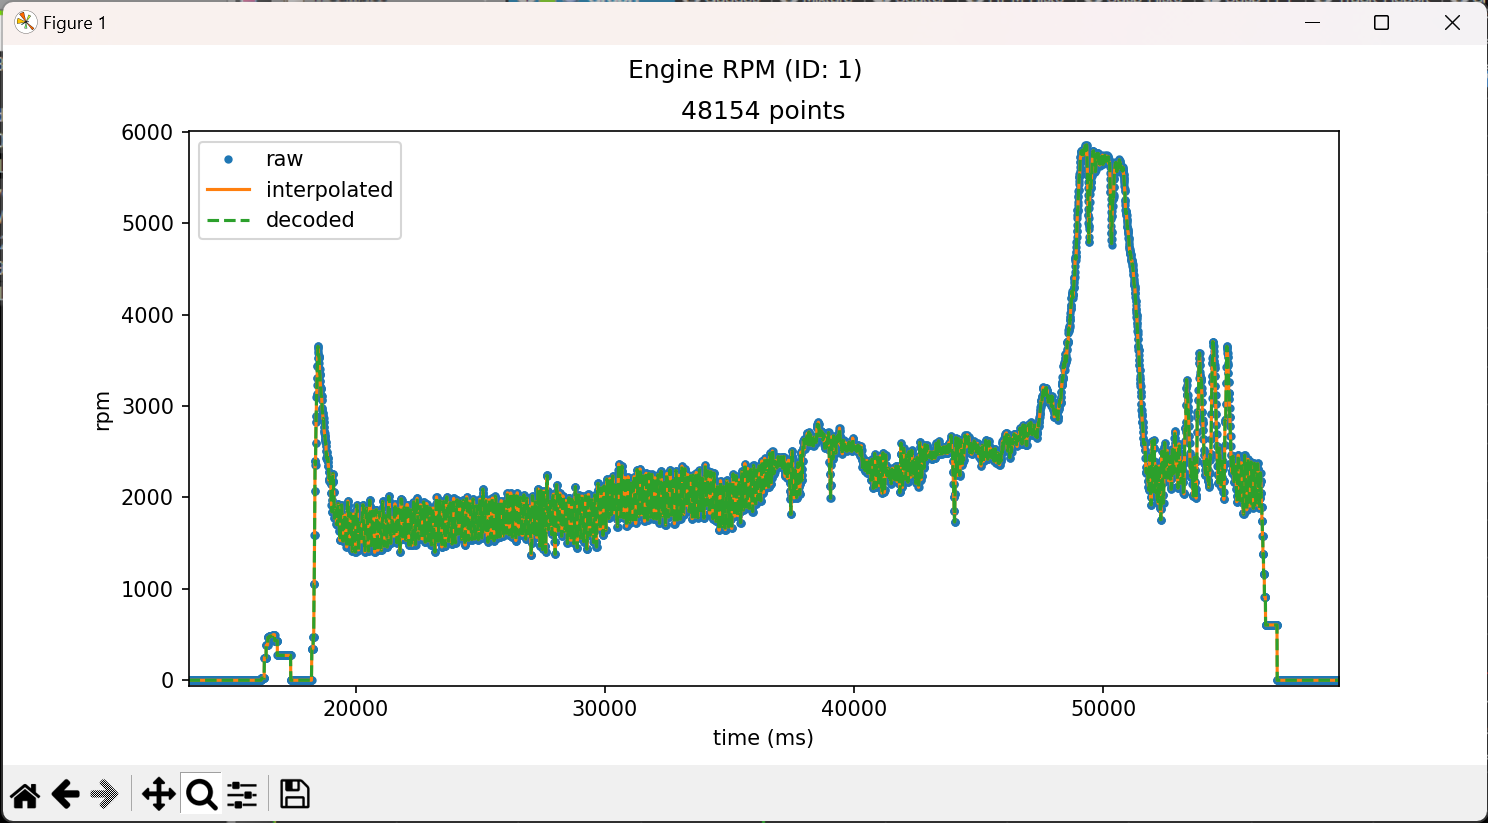 Figure 1
Engine RPM (ID: 1)
48154 points
6000
5000
4000
3000
2000
1000
0
rpm
raw
interpolated
decoded
20000 30000 40000 50000
time (ms)